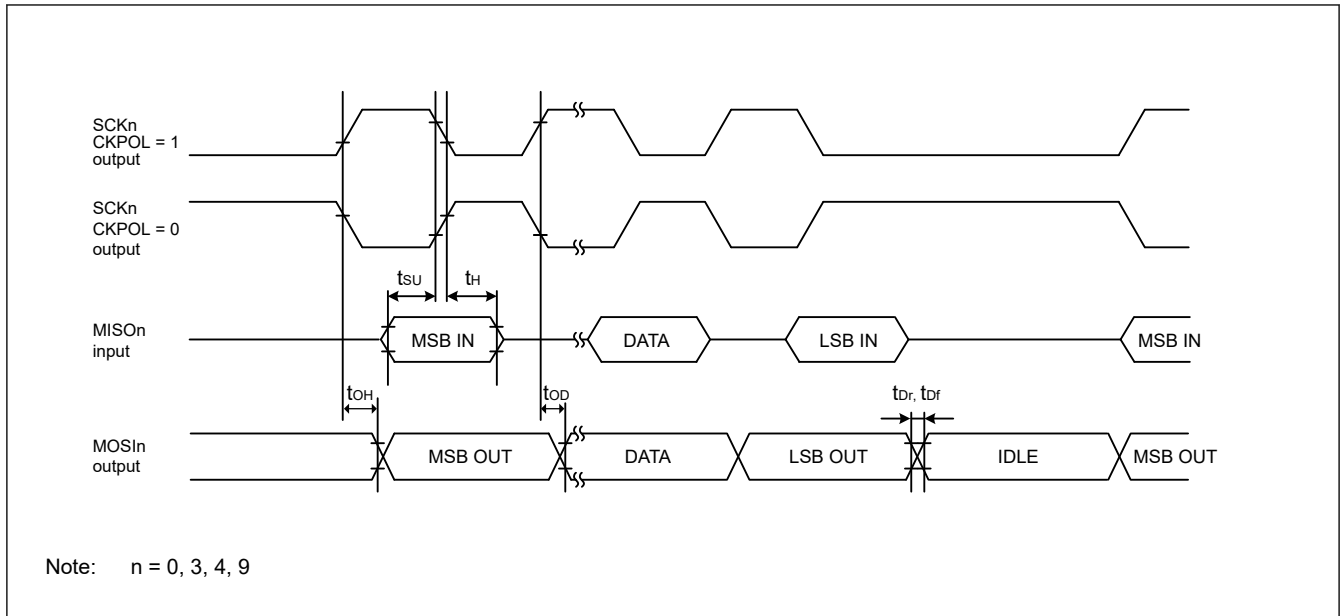 SCKn
CKPOL = 1
output
SCKn
CKPOL = 0
output
tSU
tH
MISOn
input
MSB IN
DATA
LSB IN
MSB IN
tOH
tOD
tDr, tDf
MOSIn
output
MSB OUT
DATA
LSB OUT
IDLE
MSB OUT
Note: n = 0, 3, 4, 9